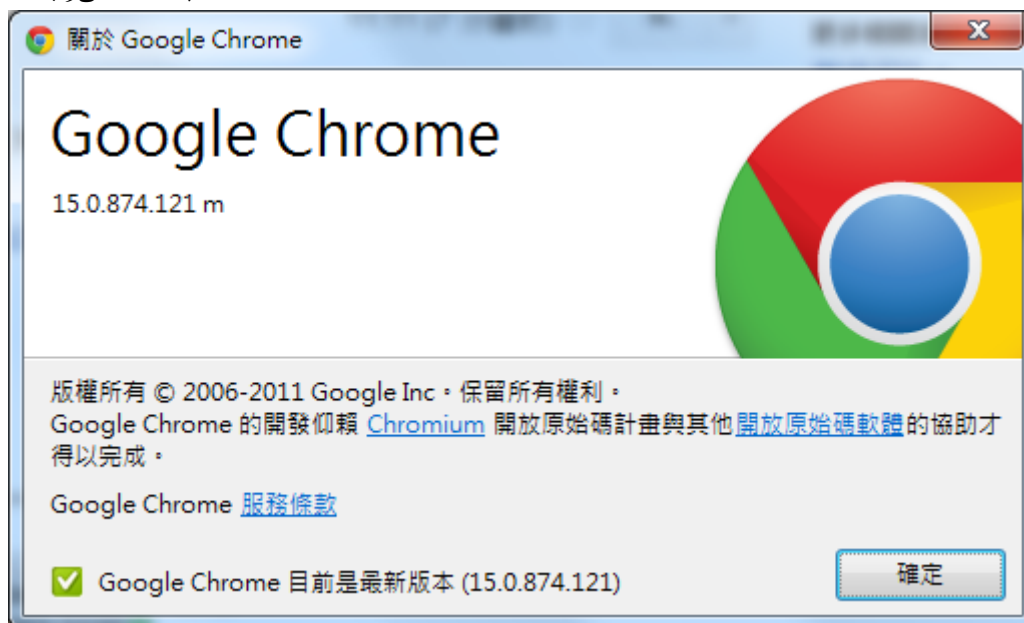 關於 Google Chrome
Google Chrome
15.0.874.121 m
版權所有 © 2006-2011 Google Inc。保留所有權利。
Google Chrome 的開發仰賴 Chromium 開放原始碼計畫與其他開放原始碼軟體的協助才
得以完成。
Google Chrome 服務條款
Google Chrome 目前是最新版本 (15.0.874.121)
確定